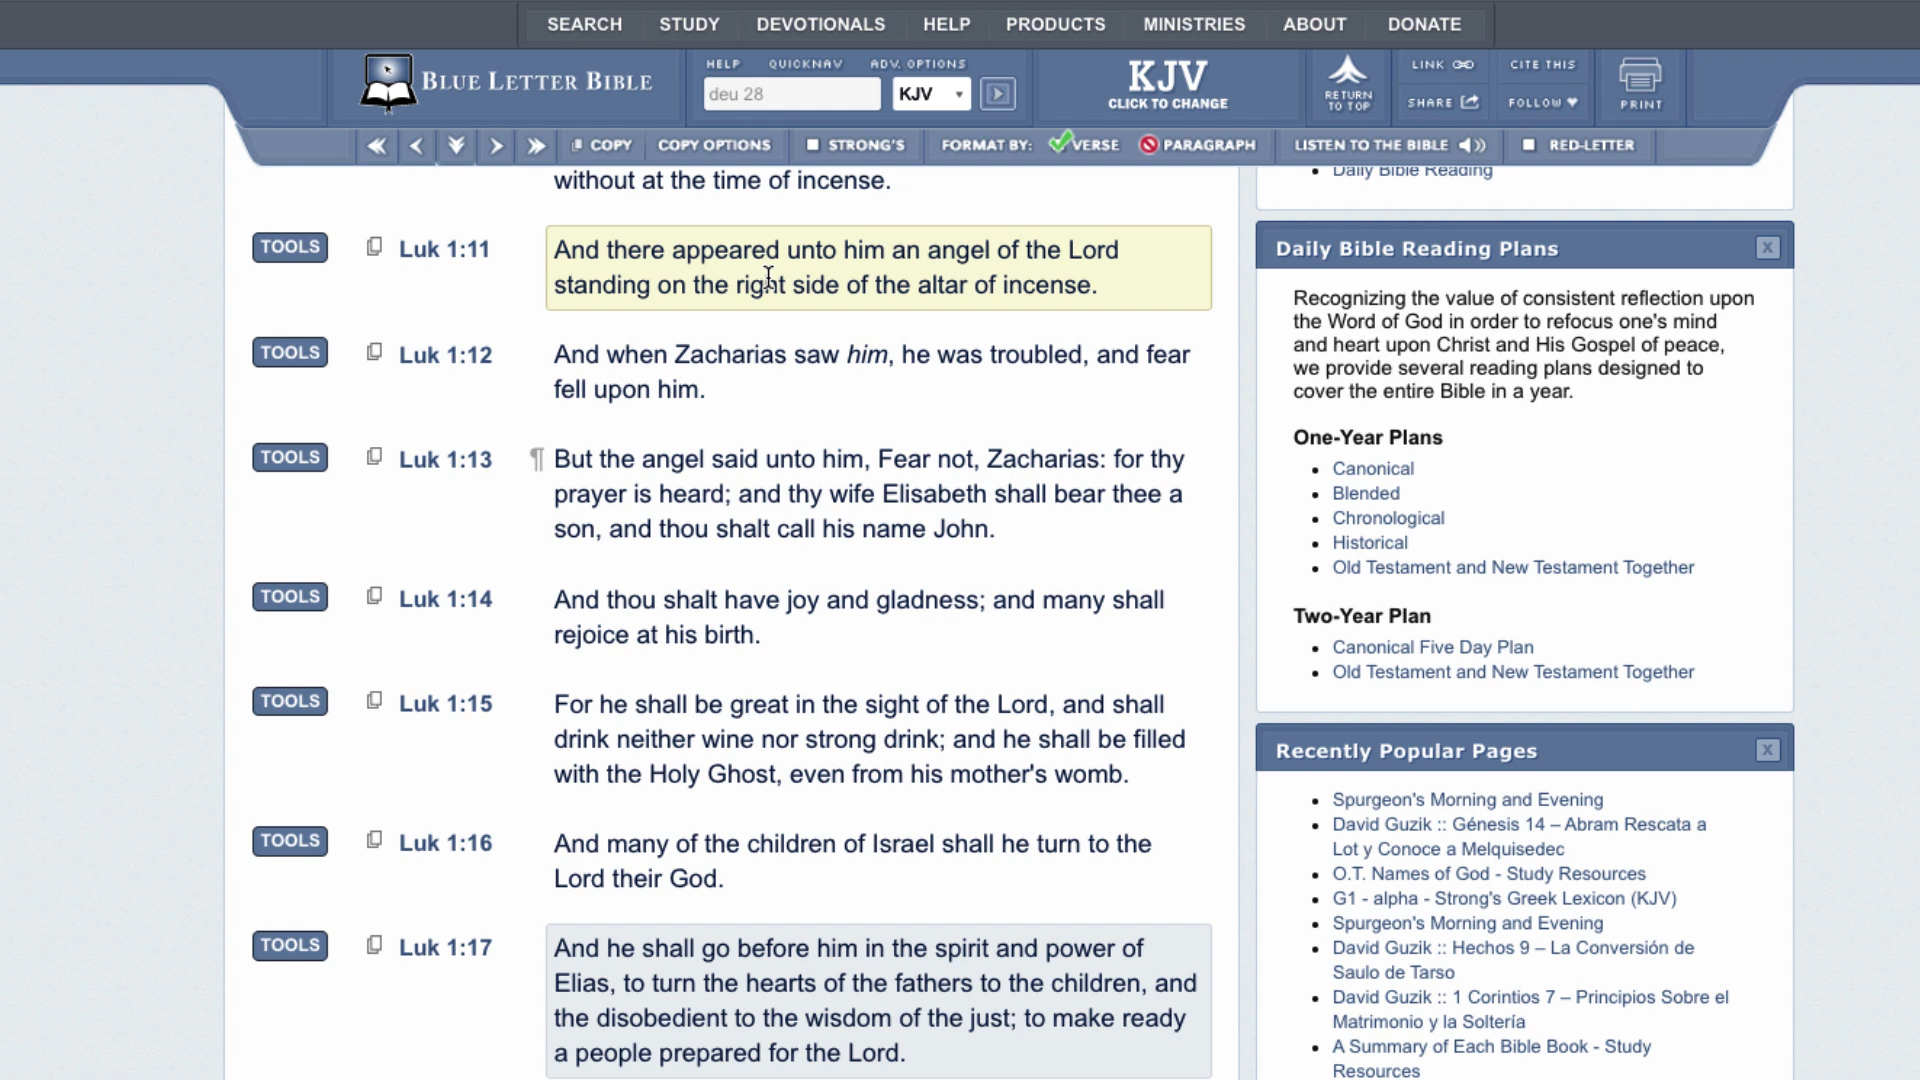 SEARCH STUDY DEVOTIONALS HELP PRODUCTS MINISTRIES ABOUT DONATE
BLUE LETTER BIBLE
HELP QUICKNAV ADV. OPTIONS
deu 28 KJV
KJV
CLICK TO CHANGE
RETURN
TO TOP
LINK
SHARE
CITE THIS
FOLLOW
PRINT
COPY COPY OPTIONS STRONG'S FORMAT BY: VERSE PARAGRAPH LISTEN TO THE BIBLE RED-LETTER
without at the time of incense.
TOOLS Luk 1:11 And there appeared unto him an angel of the Lord
standing on the right side of the altar of incense.
TOOLS Luk 1:12 And when Zacharias saw him, he was troubled, and fear
fell upon him.
TOOLS Luk 1:13 ¶ But the angel said unto him, Fear not, Zacharias: for thy
prayer is heard; and thy wife Elisabeth shall bear thee a
son, and thou shalt call his name John.
TOOLS Luk 1:14 And thou shalt have joy and gladness; and many shall
rejoice at his birth.
TOOLS Luk 1:15 For he shall be great in the sight of the Lord, and shall
drink neither wine nor strong drink; and he shall be filled
with the Holy Ghost, even from his mother's womb.
TOOLS Luk 1:16 And many of the children of Israel shall he turn to the
Lord their God.
TOOLS Luk 1:17 And he shall go before him in the spirit and power of
Elias, to turn the hearts of the fathers to the children, and
the disobedient to the wisdom of the just; to make ready
a people prepared for the Lord.
Daily Bible Reading
Daily Bible Reading Plans X
Recognizing the value of consistent reflection upon
the Word of God in order to refocus one's mind
and heart upon Christ and His Gospel of peace,
we provide several reading plans designed to
cover the entire Bible in a year.
One-Year Plans
Canonical
Blended
Chronological
Historical
Old Testament and New Testament Together
Two-Year Plan
Canonical Five Day Plan
Old Testament and New Testament Together
Recently Popular Pages X
Spurgeon's Morning and Evening
David Guzik :: Génesis 14 – Abram Rescata a
Lot y Conoce a Melquisedec
O.T. Names of God - Study Resources
G1 - alpha - Strong's Greek Lexicon (KJV)
Spurgeon's Morning and Evening
David Guzik :: Hechos 9 – La Conversión de
Saulo de Tarso
David Guzik :: 1 Corintios 7 – Principios Sobre el
Matrimonio y la Soltería
A Summary of Each Bible Book - Study
Resources